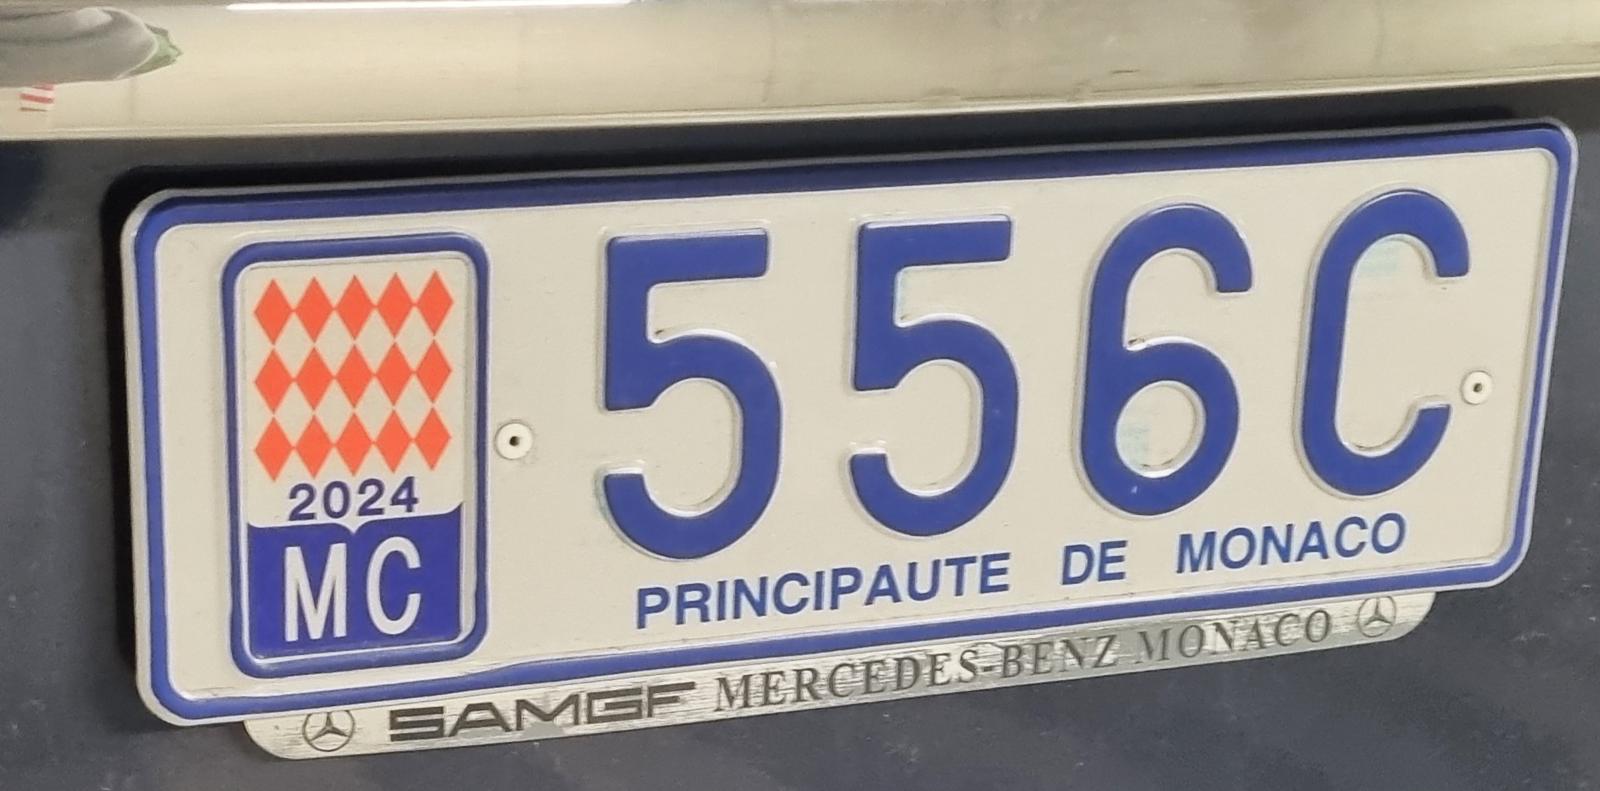 2024
MC
556C
PRINCIPAUTE DE MONACO
SAMGF MERCEDES-BENZ MONACO